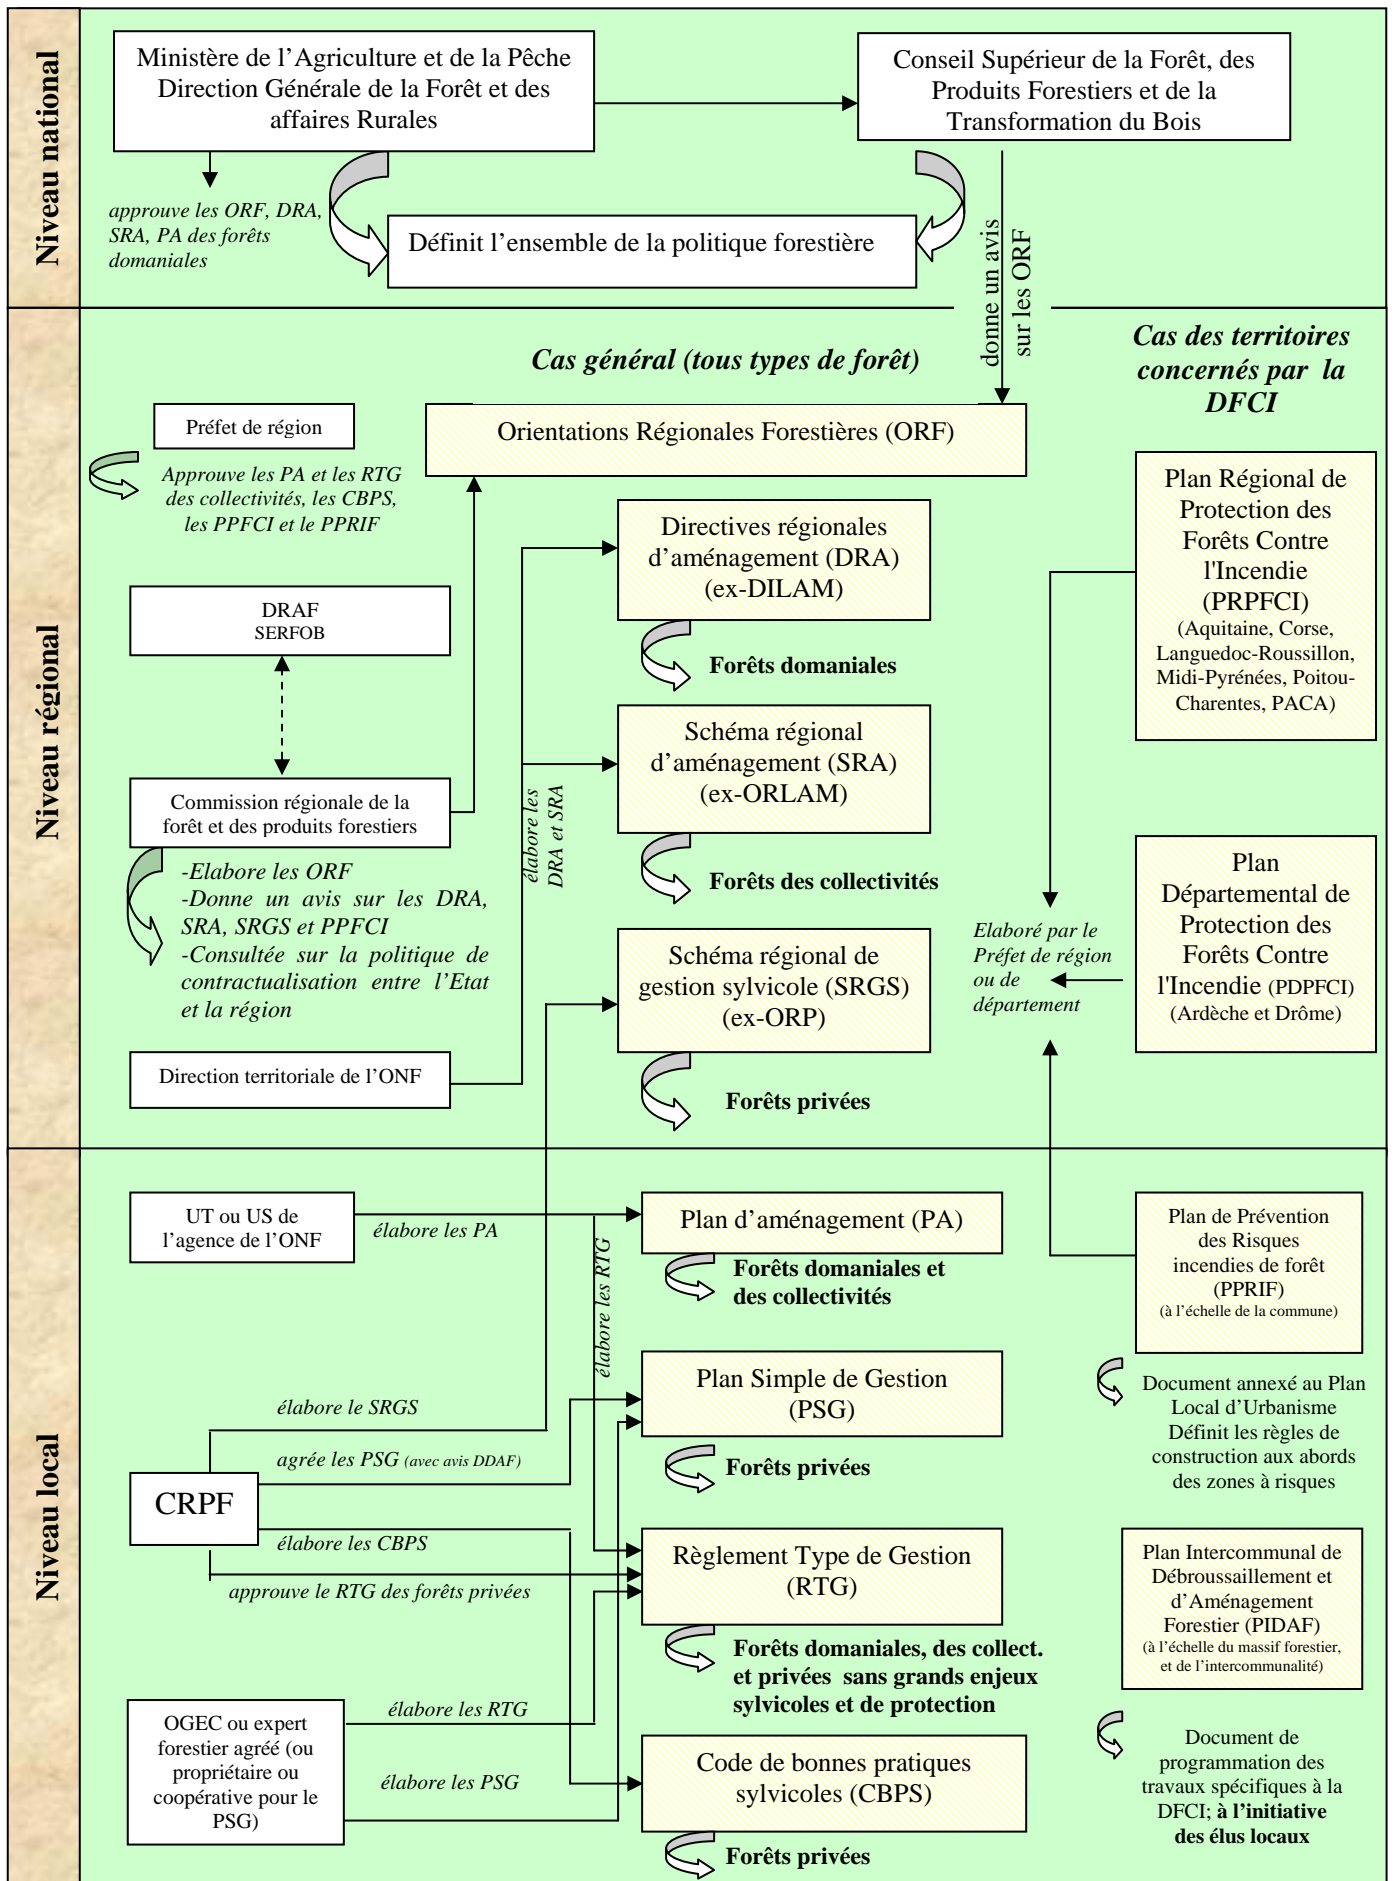 Niveau national
Ministère de l'Agriculture et de la Pêche
Direction Générale de la Forêt et des
affaires Rurales
Conseil Supérieur de la Forêt, des
Produits Forestiers et de la
Transformation du Bois
approuve les ORF, DRA,
SRA, PA des forêts
domaniales
Définit l'ensemble de la politique forestière
donne un avis
sur les ORF
Niveau régional
Cas général (tous types de forêt)
Cas des territoires
concernés par la
DFCI
Préfet de région
Approuve les PA et les RTG
des collectivités, les CBPS,
les PPFCI et le PPRIF
Orientations Régionales Forestières (ORF)
Directives régionales
d'aménagement (DRA)
(ex-DILAM)
Forêts domaniales
Plan Régional de
Protection des
Forêts Contre
l'Incendie
(PRPFCI)
(Aquitaine, Corse,
Languedoc-Roussillon,
Midi-Pyrénées, Poitou-
Charentes, PACA)
DRAF
SERFOB
Schéma régional
d'aménagement (SRA)
(ex-ORLAM)
Forêts des collectivités
Commission régionale de la
forêt et des produits forestiers
élabore les
DRA et SRA
-Elabore les ORF
-Donne un avis sur les DRA,
SRA, SRGS et PPFCI
-Consultée sur la politique de
contractualisation entre l'Etat
et la région
Schéma régional de
gestion sylvicole (SRGS)
(ex-ORP)
Forêts privées
Elaboré par le
Préfet de région
ou de
département
Plan
Départemental de
Protection des
Forêts Contre
l'Incendie (PDPFCI)
(Ardèche et Drôme)
Direction territoriale de l'ONF
Niveau local
UT ou US de
l'agence de l'ONF
élabore les PA
élabore les RTG
Plan d'aménagement (PA)
Forêts domaniales et
des collectivités
Plan de Prévention
des Risques
incendies de forêt
(PPRIF)
(à l'échelle de la commune)
Document annexé au Plan
Local d'Urbanisme
Définit les règles de
construction aux abords
des zones à risques
élabore le SRGS
agrée les PSG (avec avis DDAF)
Plan Simple de Gestion
(PSG)
Forêts privées
CRPF
élabore les CBPS
approuve le RTG des forêts privées
Règlement Type de Gestion
(RTG)
Forêts domaniales, des collect.
et privées sans grands enjeux
sylvicoles et de protection
Plan Intercommunal de
Débroussaillement et
d'Aménagement
Forestier (PIDAF)
(à l'échelle du massif forestier,
et de l'intercommunalité)
OGEC ou expert
forestier agréé (ou
propriétaire ou
coopérative pour le
PSG)
élabore les RTG
élabore les PSG
Code de bonnes pratiques
sylvicoles (CBPS)
Forêts privées
Document de
programmation des
travaux spécifiques à la
DFCI; à l'initiative
des élus locaux